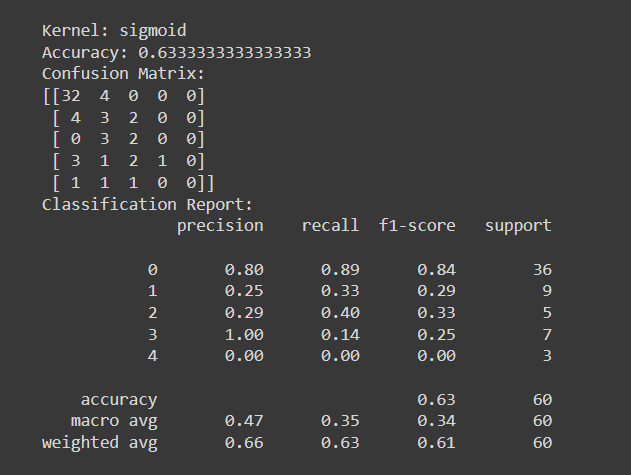 Kernel: sigmoid
Accuracy: 0.6333333333333333
Confusion Matrix:
[[32  4  0  0  0]
 [ 4  3  2  0  0]
 [ 0  3  2  0  0]
 [ 3  1  2  1  0]
 [ 1  1  1  0  0]]
Classification Report:
              precision    recall  f1-score   support
           0       0.80      0.89      0.84        36
           1       0.25      0.33      0.29         9
           2       0.29      0.40      0.33         5
           3       1.00      0.14      0.25         7
           4       0.00      0.00      0.00         3
    accuracy                           0.63        60
   macro avg       0.47      0.35      0.34        60
weighted avg       0.66      0.63      0.61        60